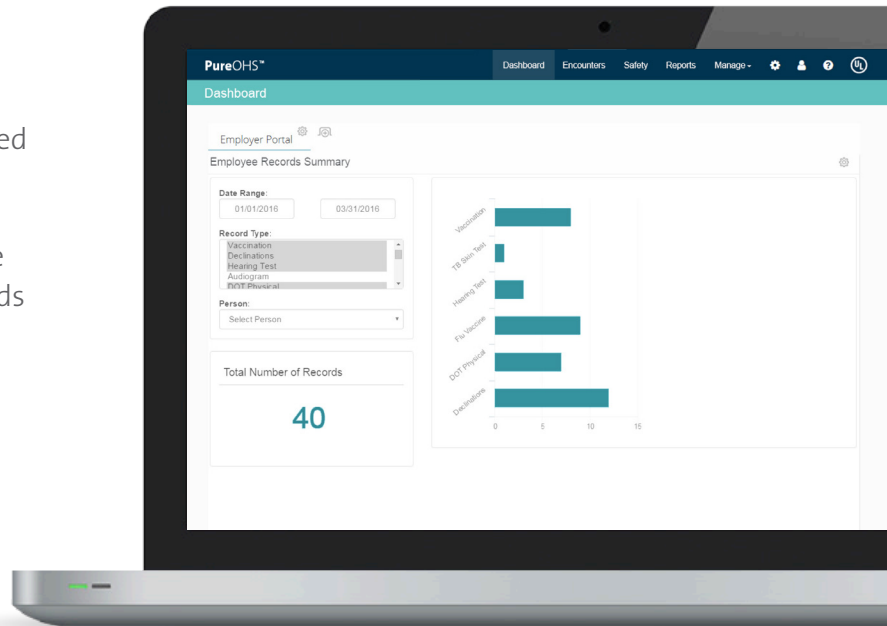 ed
e
ds
PureOHS™
Dashboard Encounters Safety Reports Manage
UL
Dashboard
Employer Portal
Employee Records Summary
Date Range:
01/01/2016 03/31/2016
Record Type:
Vaccination
Declinations
Hearing Test
Audiogram
DOT Physical
Person:
Select Person
Total Number of Records
40
Vaccination
TB Skin Test
Hearing Test
Flu Vaccine
DOT Physical
Declinations
0 5 10 15